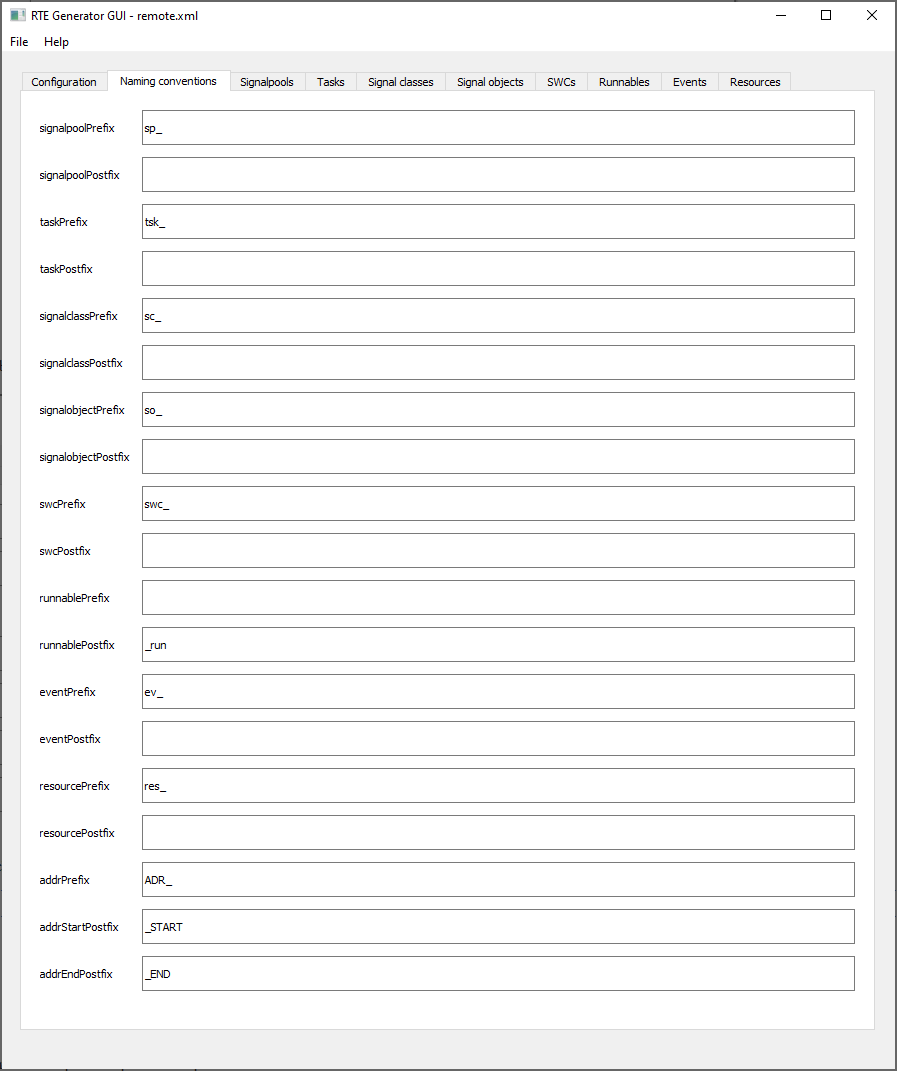 RTE Generator GUI - remote.xml
File Help
Configuration Naming conventions Signalpools Tasks Signal classes Signal objects SWCs Runnables Events Resources
signalpoolPrefix sp_
signalpoolPostfix
taskPrefix tsk_
taskPostfix
signalclassPrefix sc_
signalclassPostfix
signalobjectPrefix so_
signalobjectPostfix
swcPrefix swc_
swcPostfix
runnablePrefix
runnablePostfix _run
eventPrefix ev_
eventPostfix
resourcePrefix res_
resourcePostfix
addrPrefix ADR_
addrStartPostfix _START
addrEndPostfix _END